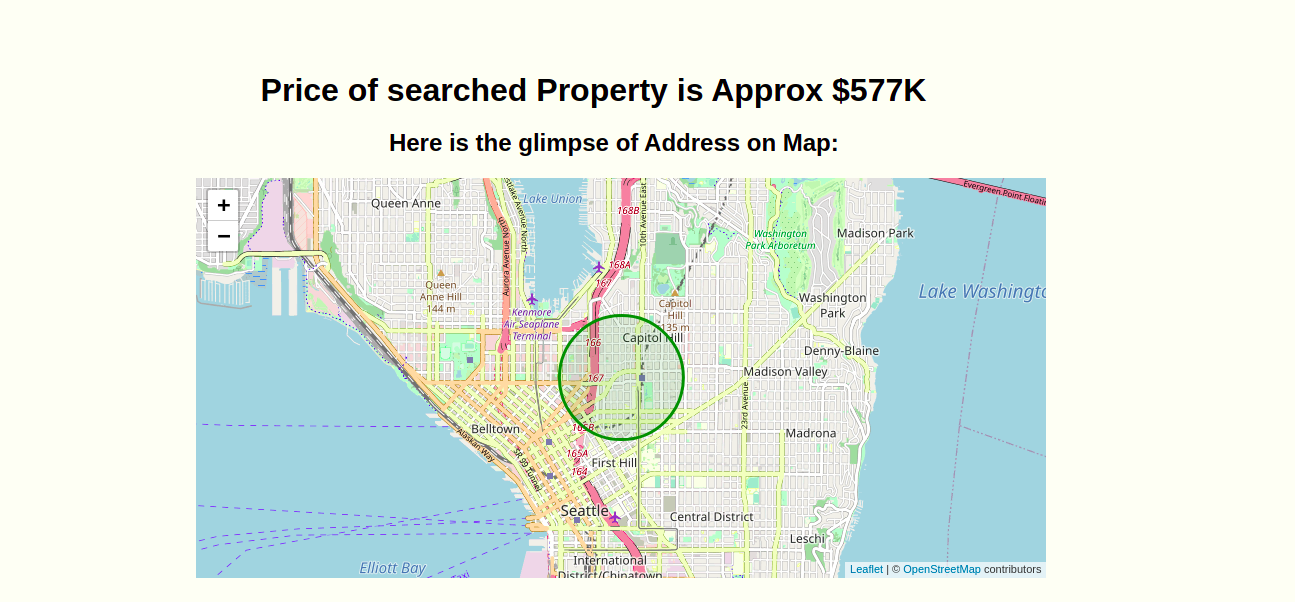 Price of searched Property is Approx $577K
Here is the glimpse of Address on Map:
+
−
Queen Anne
Lake Union
Westlake Avenue North
Aurora Avenue North
10th Avenue East
168B
168A
167
Evergreen Point Floati
Washington
Park Arboretum
Madison Park
Queen
Anne Hill
144 m
Kenmore
Air Seaplane
Terminal
Capitol
Hill
135 m
Lake Washingto
Washington
Park
166
Capitol Hill
Denny-Blaine
167
Madison Valley
23rd Avenue
Belltown
165B
Madrona
Alaskan Way
SR 99 Tunnel
165A
164
First Hill
Seattle
Central District
Leschi
International
District/Chinatown
Elliott Bay
Leaflet | © OpenStreetMap contributors